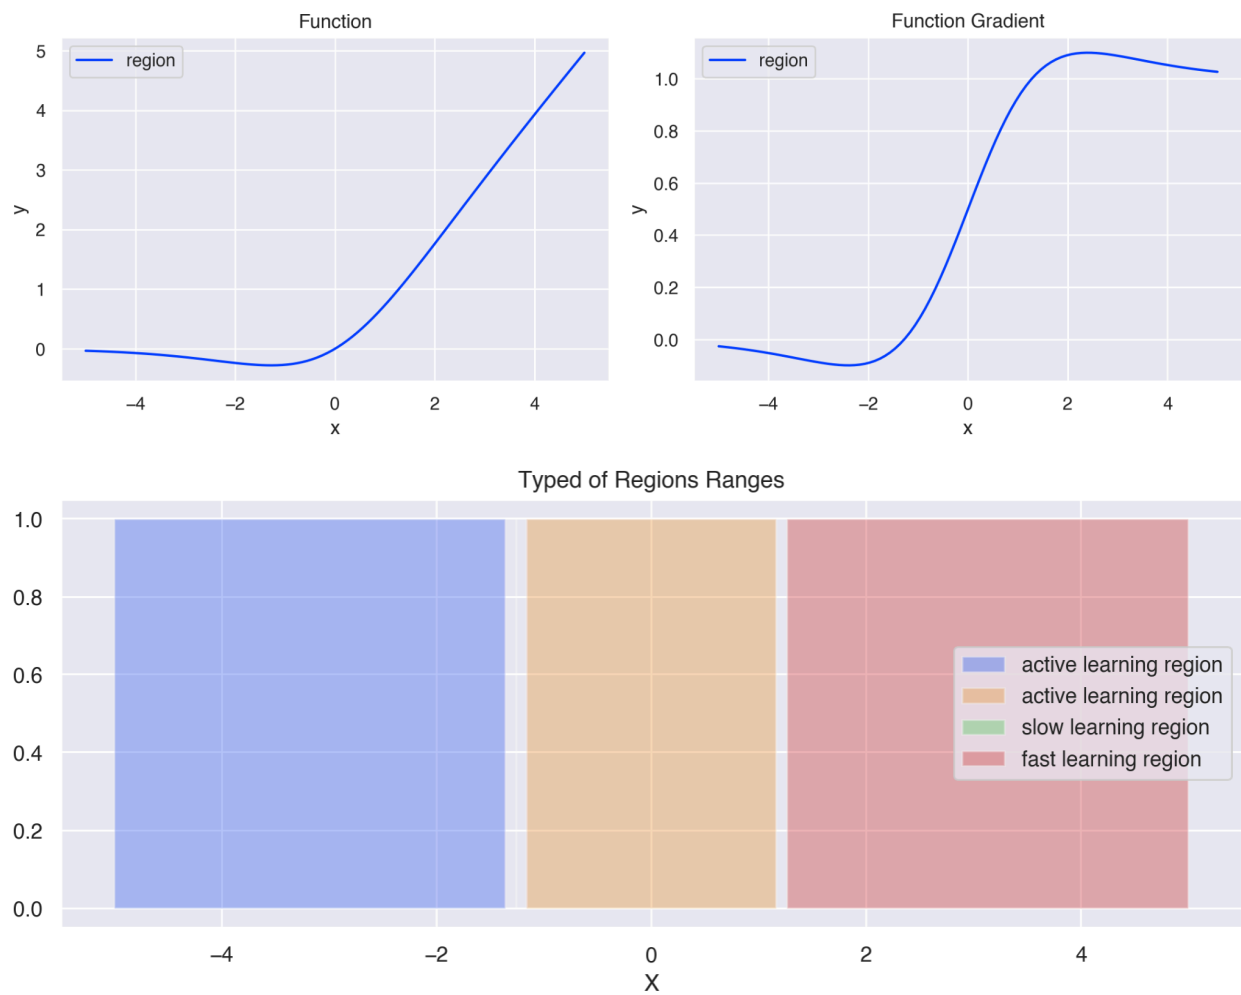 Function
region
5
4
3
2
1
0
y
−4 −2 0 2 4
x
Function Gradient
region
1.0
0.8
0.6
0.4
0.2
0.0
y
−4 −2 0 2 4
x
Typed of Regions Ranges
1.0
0.8
0.6
0.4
0.2
0.0
active learning region
active learning region
slow learning region
fast learning region
−4 −2 0 2 4
X